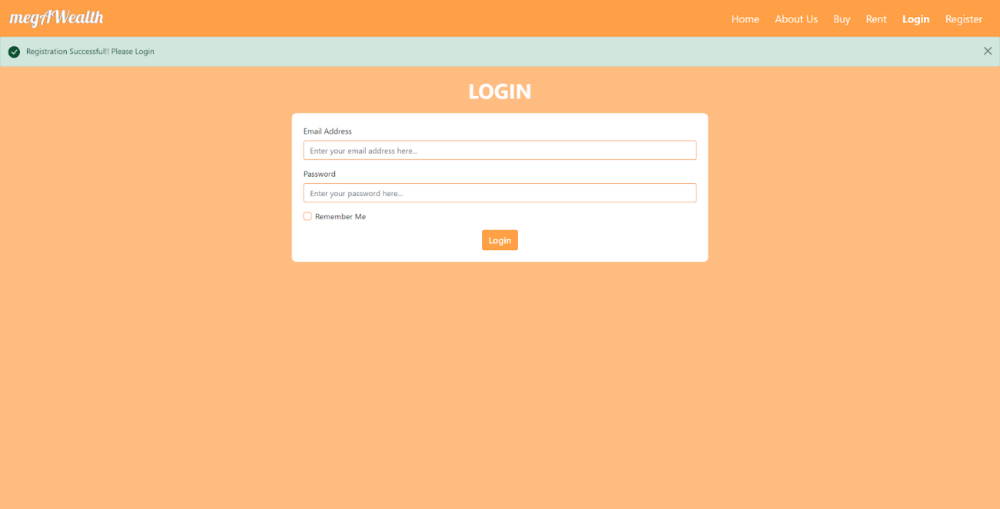 megAWealth Home About Us Buy Rent Login Register
Registration Successful!! Please Login
LOGIN
Email Address
Enter your email address here...
Password
Enter your password here...
Remember Me
Login